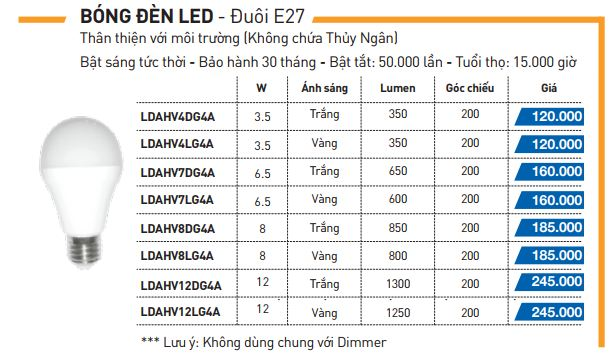 BÓNG ĐÈN LED - Đuôi E27
Thân thiện với môi trường (Không chứa Thủy Ngân)
Bật sáng tức thời - Bảo hành 30 tháng - Bật tắt: 50.000 lần - Tuổi thọ: 15.000 giờ
W Ánh sáng Lumen Góc chiếu Giá
LDAHV4DG4A 3.5 Trắng 350 200 120.000
LDAHV4LG4A 3.5 Vàng 350 200 120.000
LDAHV7DG4A 6.5 Trắng 650 200 160.000
LDAHV7LG4A 6.5 Vàng 600 200 160.000
LDAHV8DG4A 8 Trắng 850 200 185.000
LDAHV8LG4A 8 Vàng 800 200 185.000
LDAHV12DG4A 12 Trắng 1300 200 245.000
LDAHV12LG4A 12 Vàng 1250 200 245.000
*** Lưu ý: Không dùng chung với Dimmer